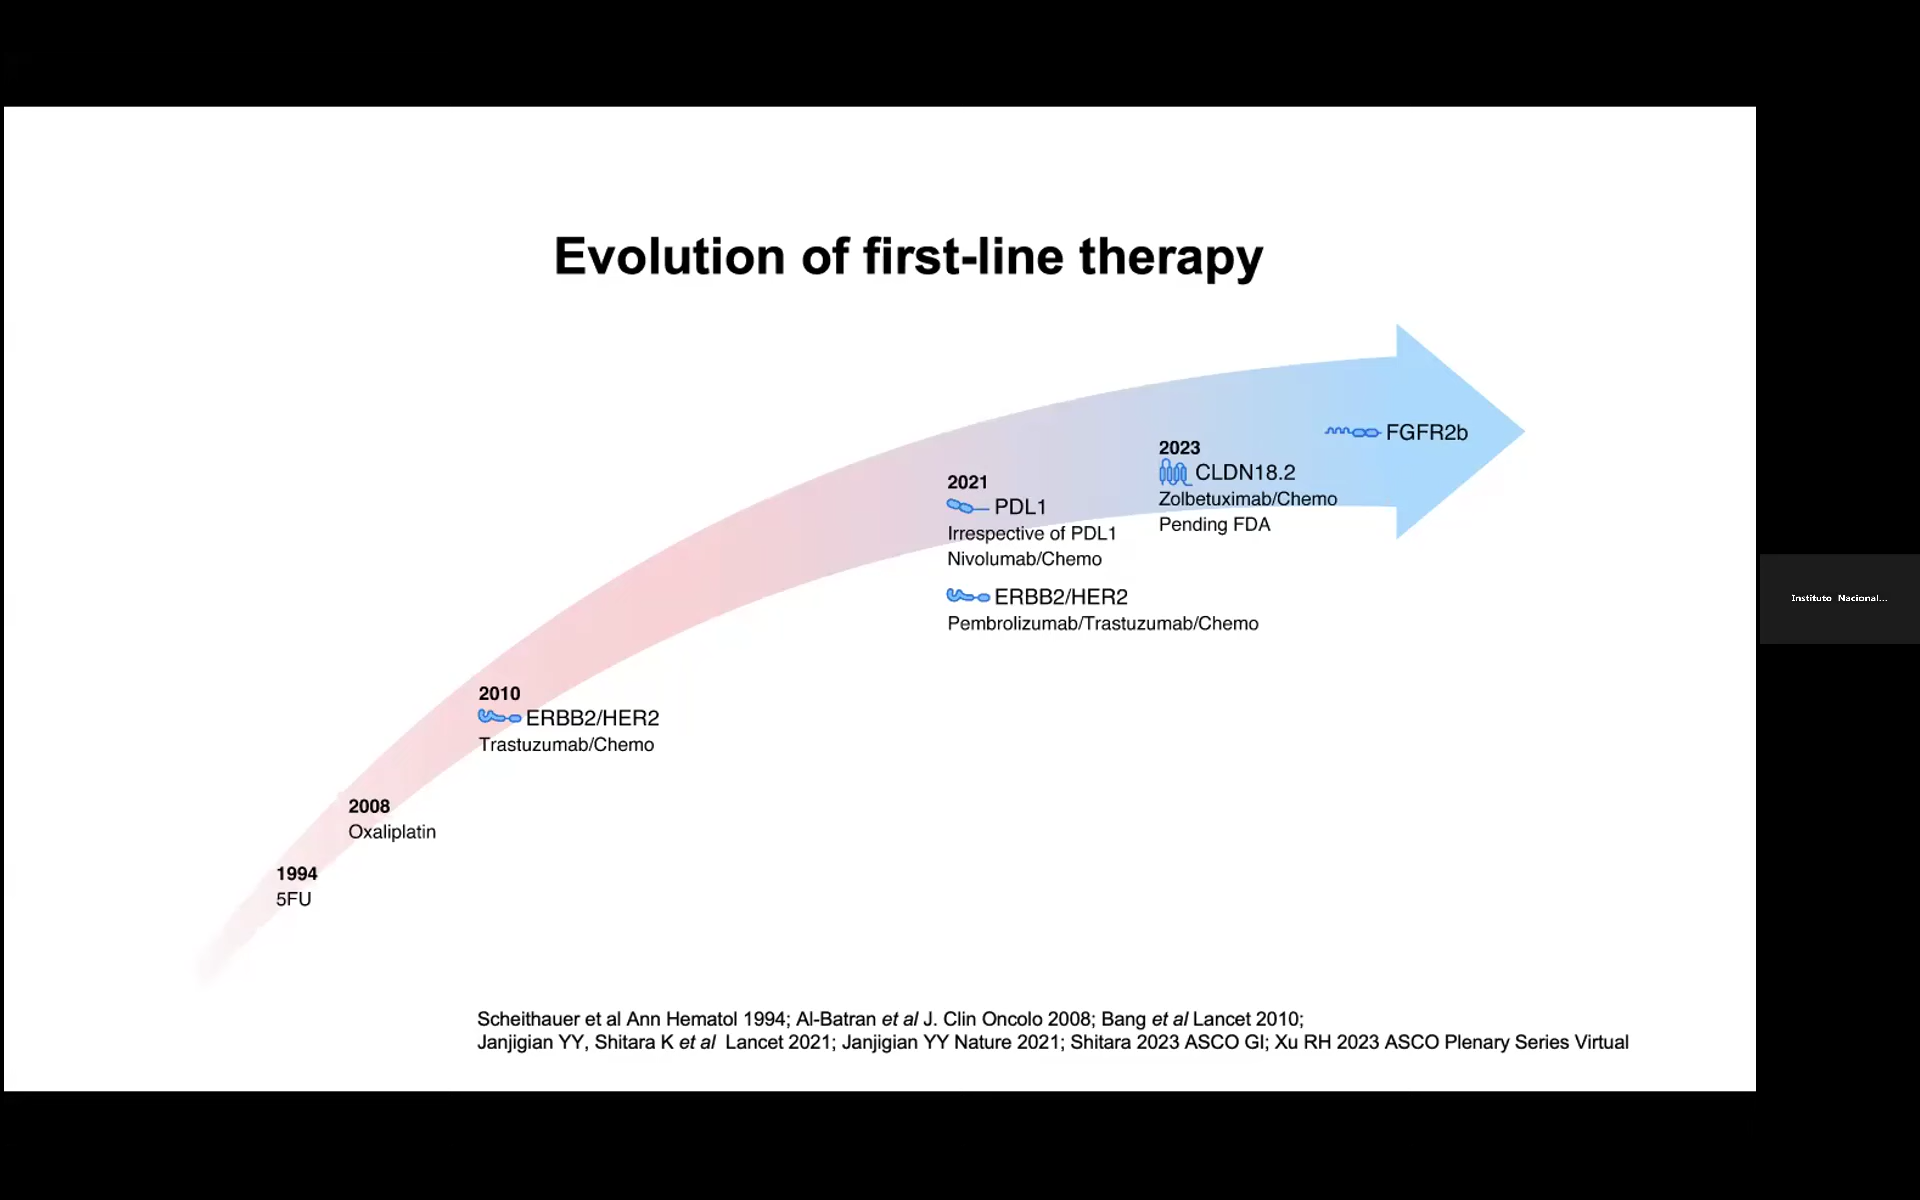 Evolution of first-line therapy
FGFR2b
2023
CLDN18.2
Zolbetuximab/Chemo
Pending FDA
2021
PDL1
Irrespective of PDL1
Nivolumab/Chemo
ERBB2/HER2
Pembrolizumab/Trastuzumab/Chemo
2010
ERBB2/HER2
Trastuzumab/Chemo
2008
Oxaliplatin
1994
5FU
Scheithauer et al Ann Hematol 1994; Al-Batran et al J. Clin Oncolo 2008; Bang et al Lancet 2010;
Janjigian YY, Shitara K et al Lancet 2021; Janjigian YY Nature 2021; Shitara 2023 ASCO GI; Xu RH 2023 ASCO Plenary Series Virtual
Instituto Nacional...